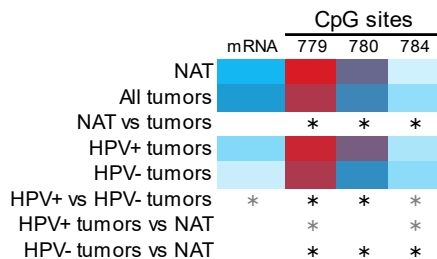 CpG sites
mRNA 779 780 784
NAT
All tumors
NAT vs tumors * * *
HPV+ tumors
HPV- tumors
HPV+ vs HPV- tumors * * * *
HPV+ tumors vs NAT * *
HPV- tumors vs NAT * * *